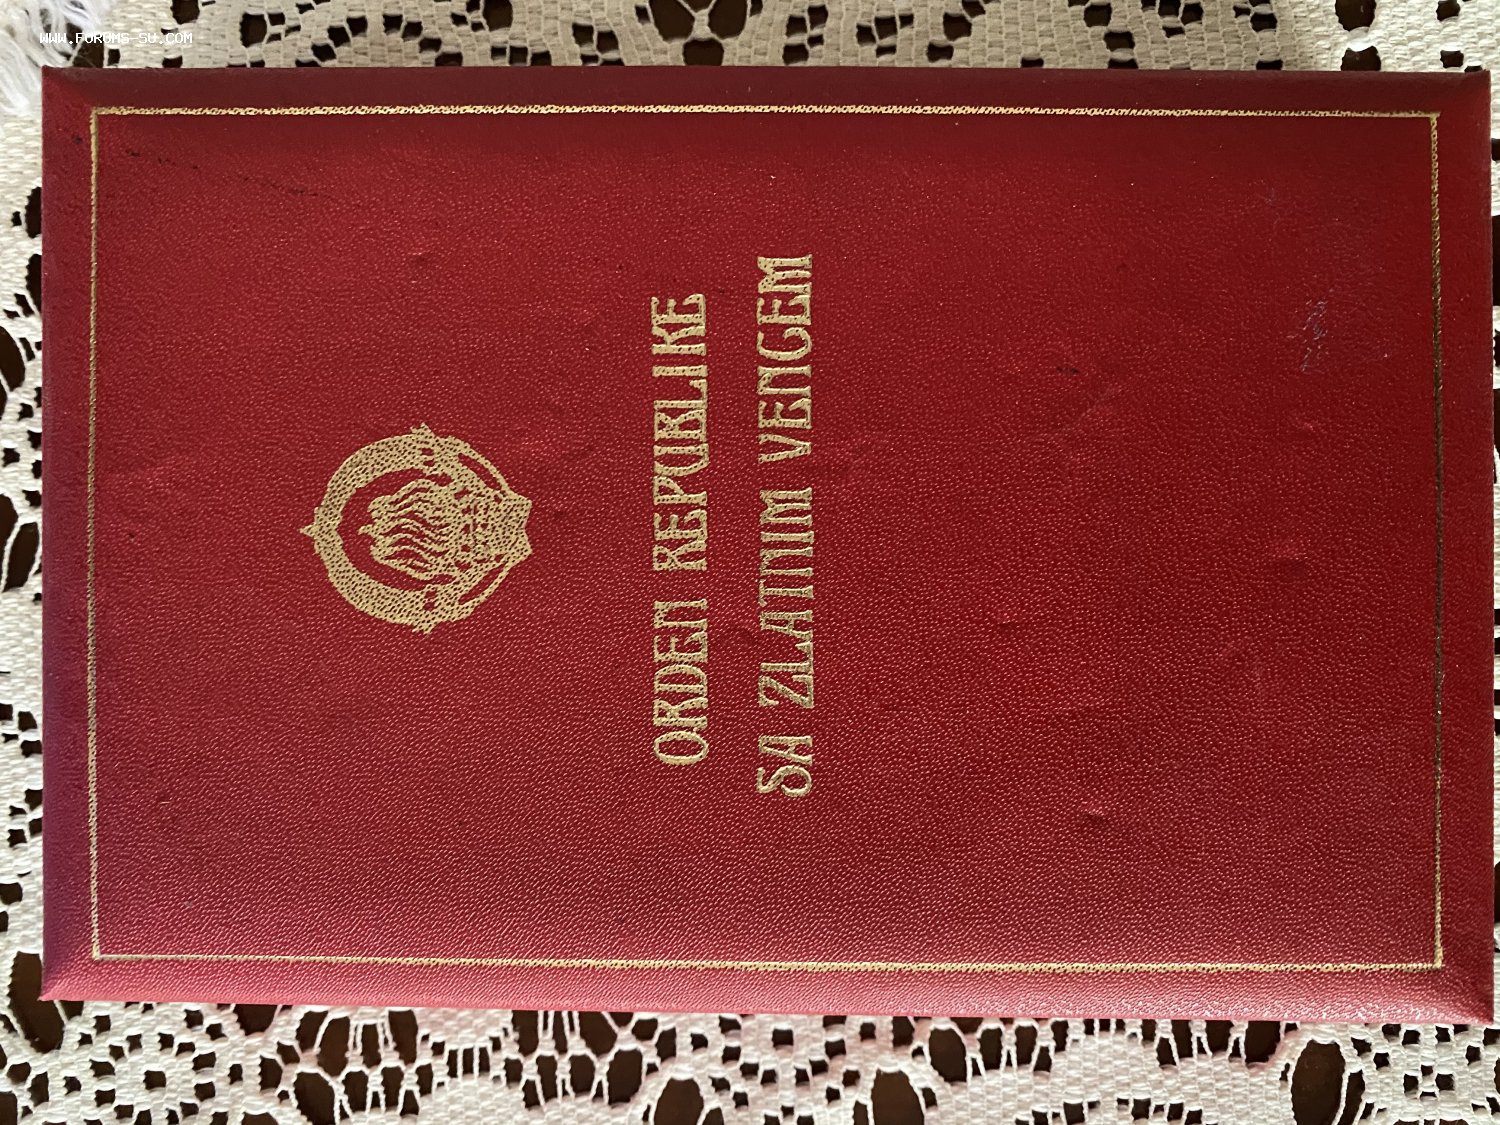 WWW.FORUMS-SU.COM
ORDEN REPUBLIKE
SA ZLATNIM VENCEM